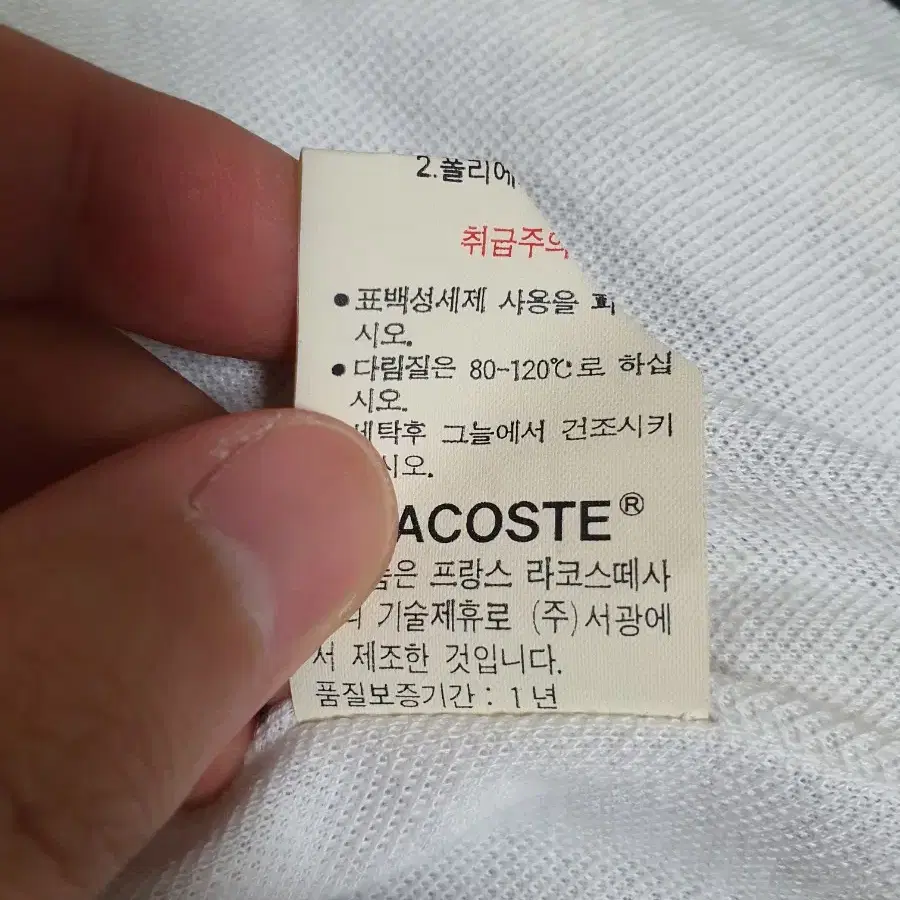 2.폴리에
취급주의
● 표백성세제 사용을 피
시오.
● 다림질은 80-120℃로 하십
시오.
세탁후 그늘에서 건조시키
시오.
ACOSTE®
은 프랑스 라코스떼사
기술제휴로 (주)서광에
서 제조한 것입니다.
품질보증기간 : 1년